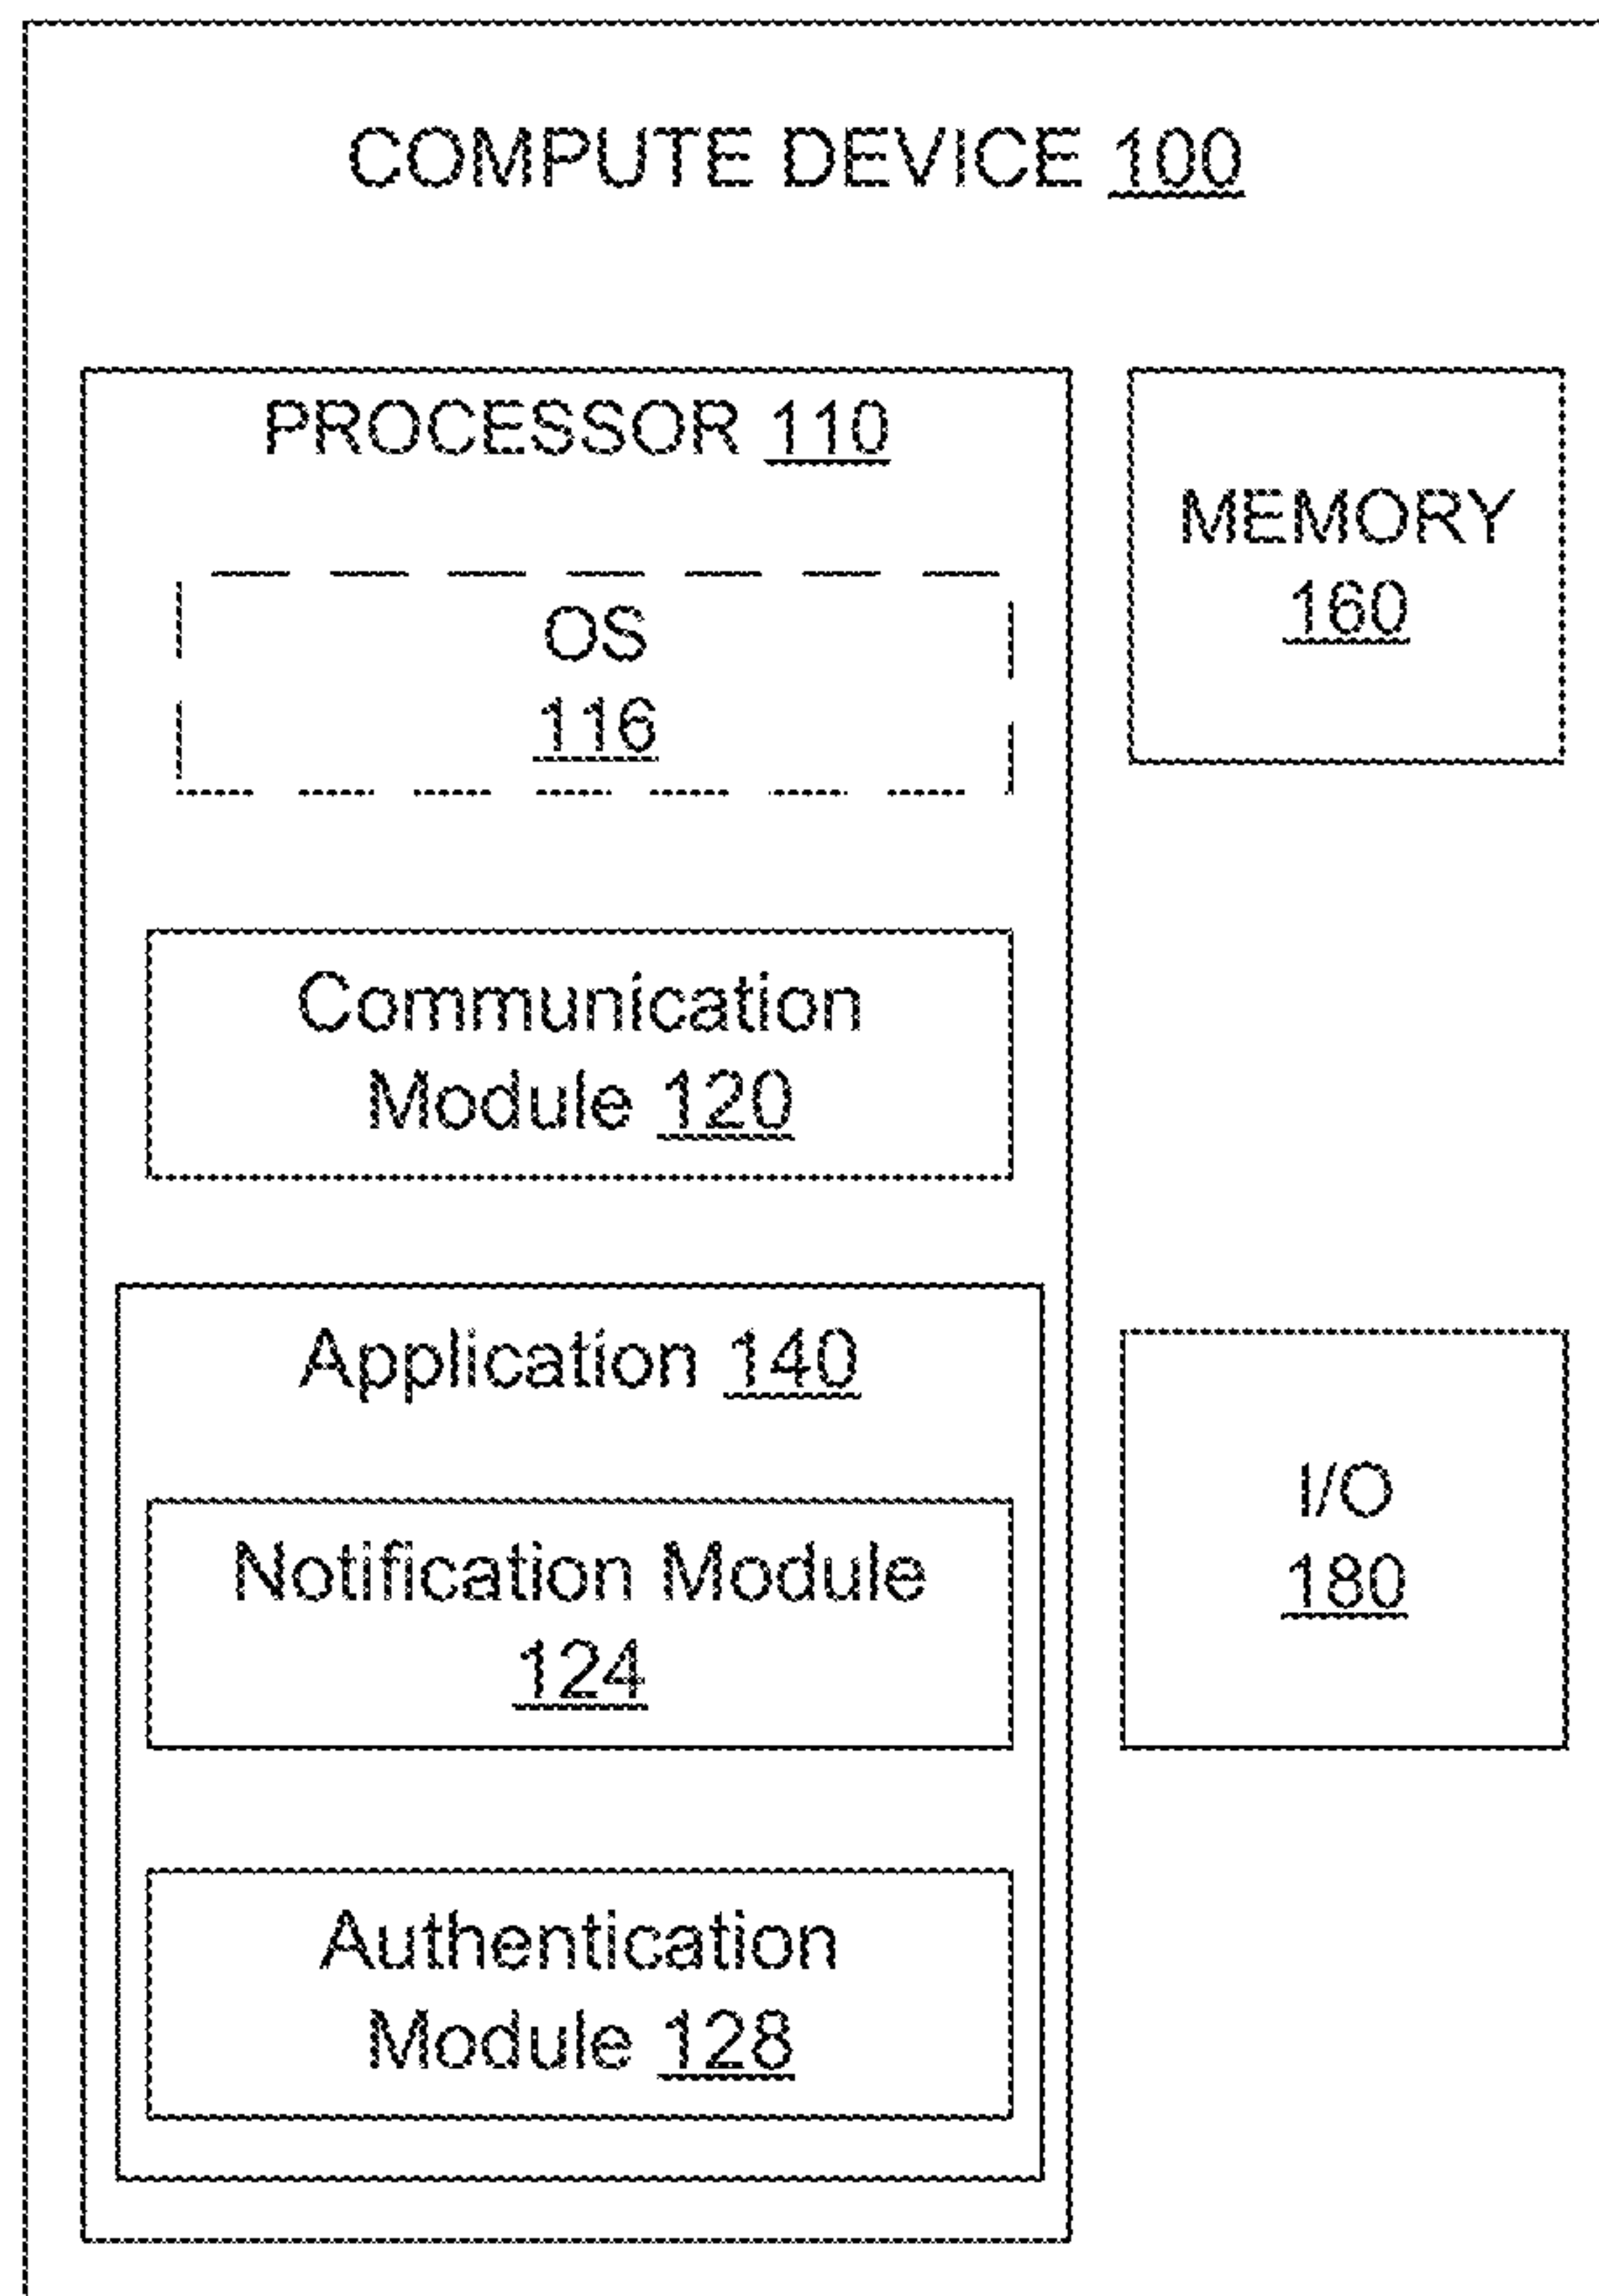 COMPUTE DEVICE 100
PROCESSOR 110
OS
116
Communication
Module 120
Application 140
Notification Module
124
Authentication
Module 128
MEMORY
160
I/O
180